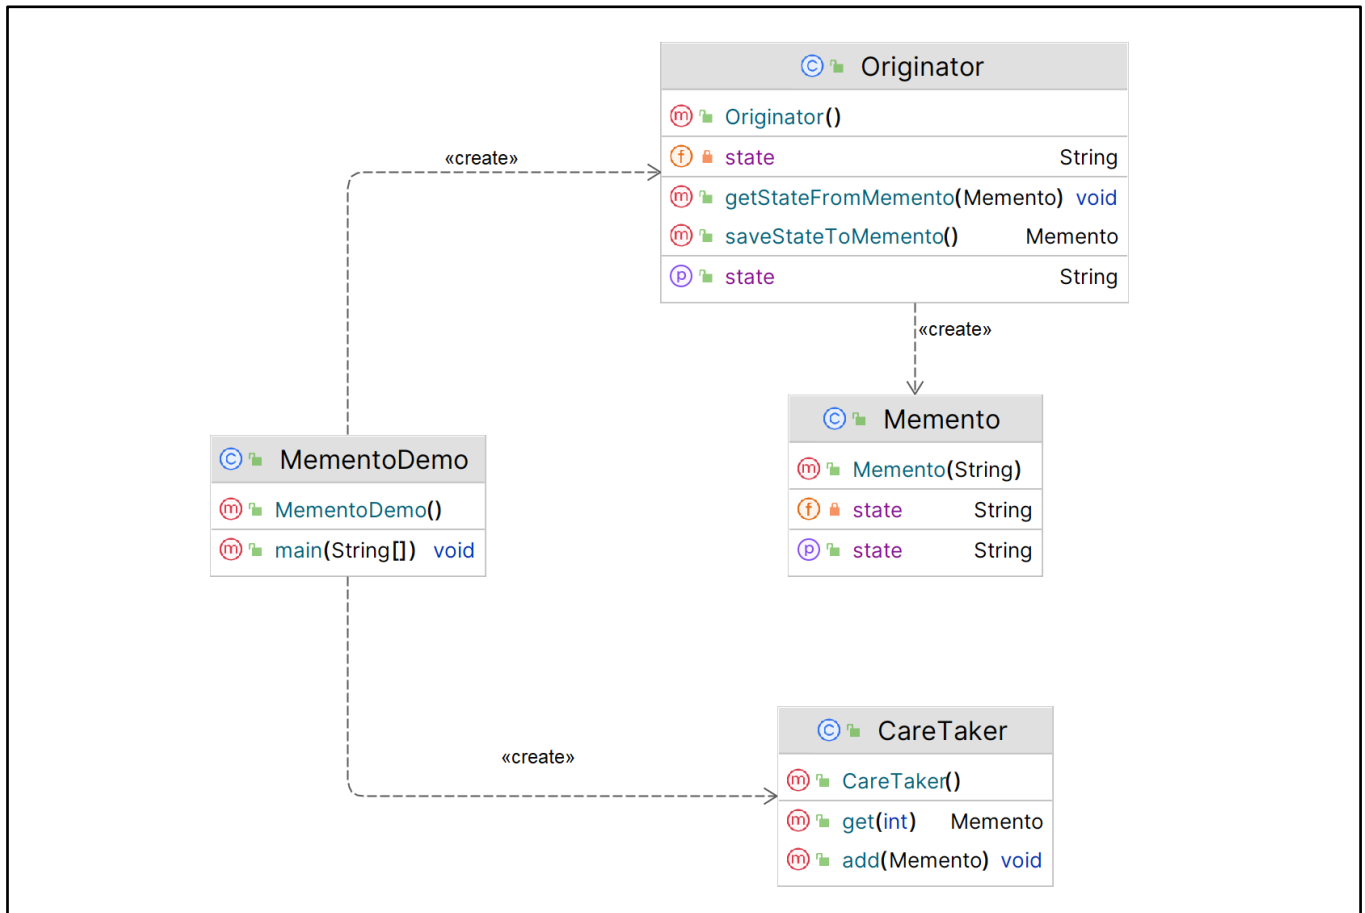 Originator
Originator()
state String
getStateFromMemento(Memento) void
saveStateToMemento() Memento
state String
«create»
«create»
Memento
Memento(String)
state String
state String
MementoDemo
MementoDemo()
main(String[]) void
«create»
CareTaker
CareTaker()
get(int) Memento
add(Memento) void